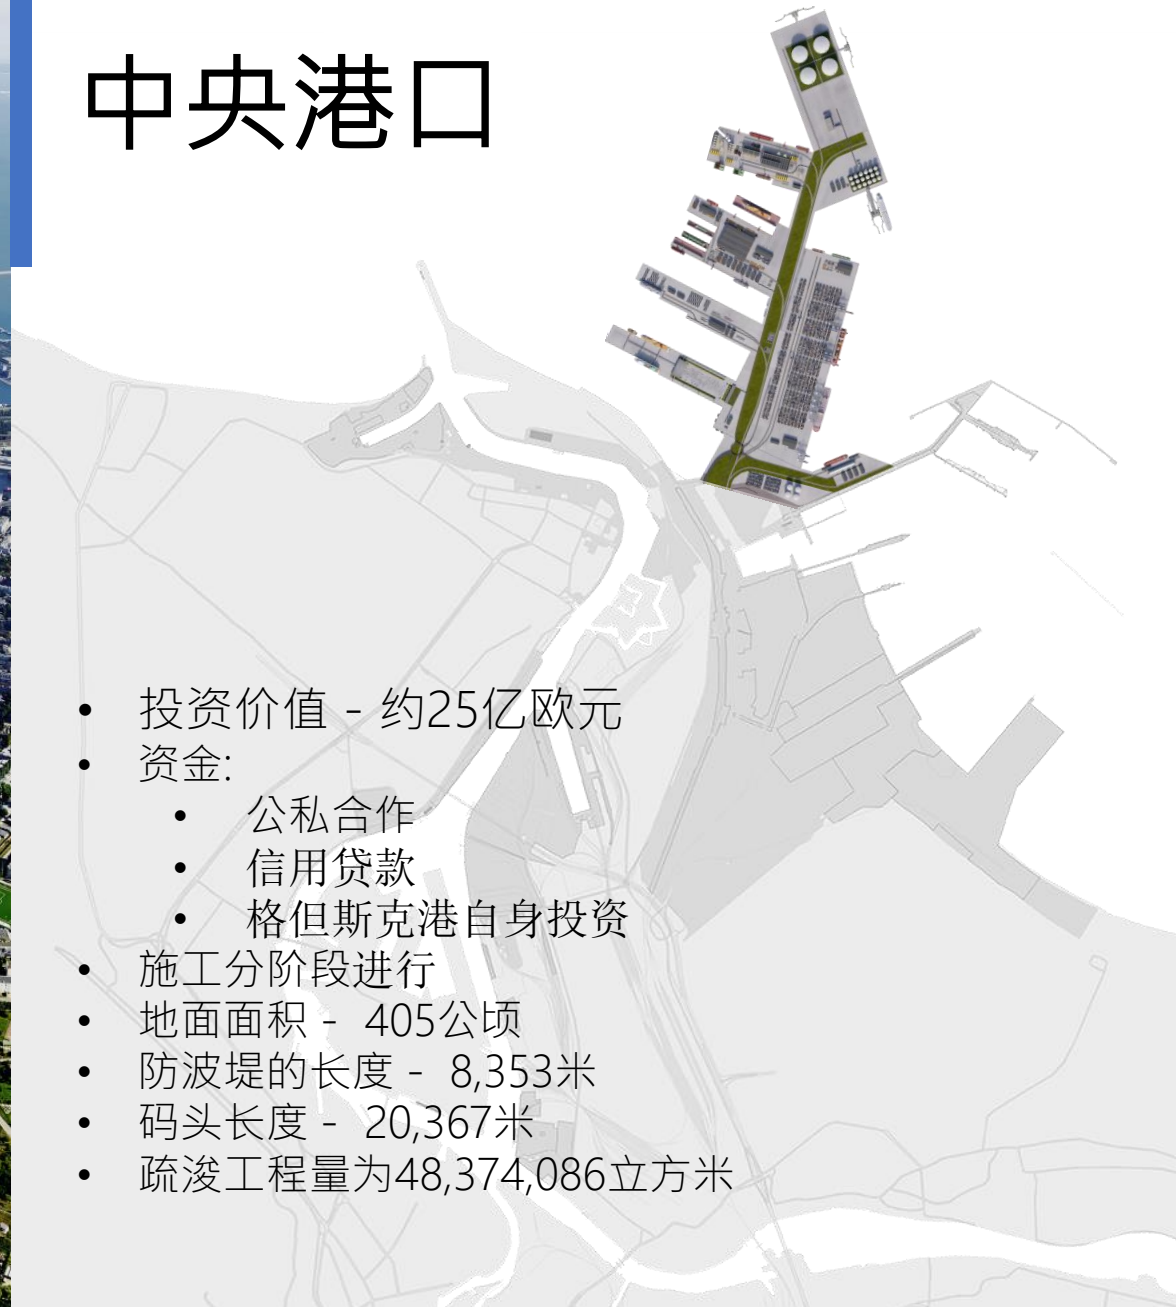 中央港口
• 投资价值 - 约25亿欧元
• 资金:
• 公私合作
• 信用贷款
• 格但斯克港自身投资
• 施工分阶段进行
• 地面面积 - 405公顷
• 防波堤的长度 - 8,353米
• 码头长度 - 20,367米
• 疏浚工程量为48,374,086立方米